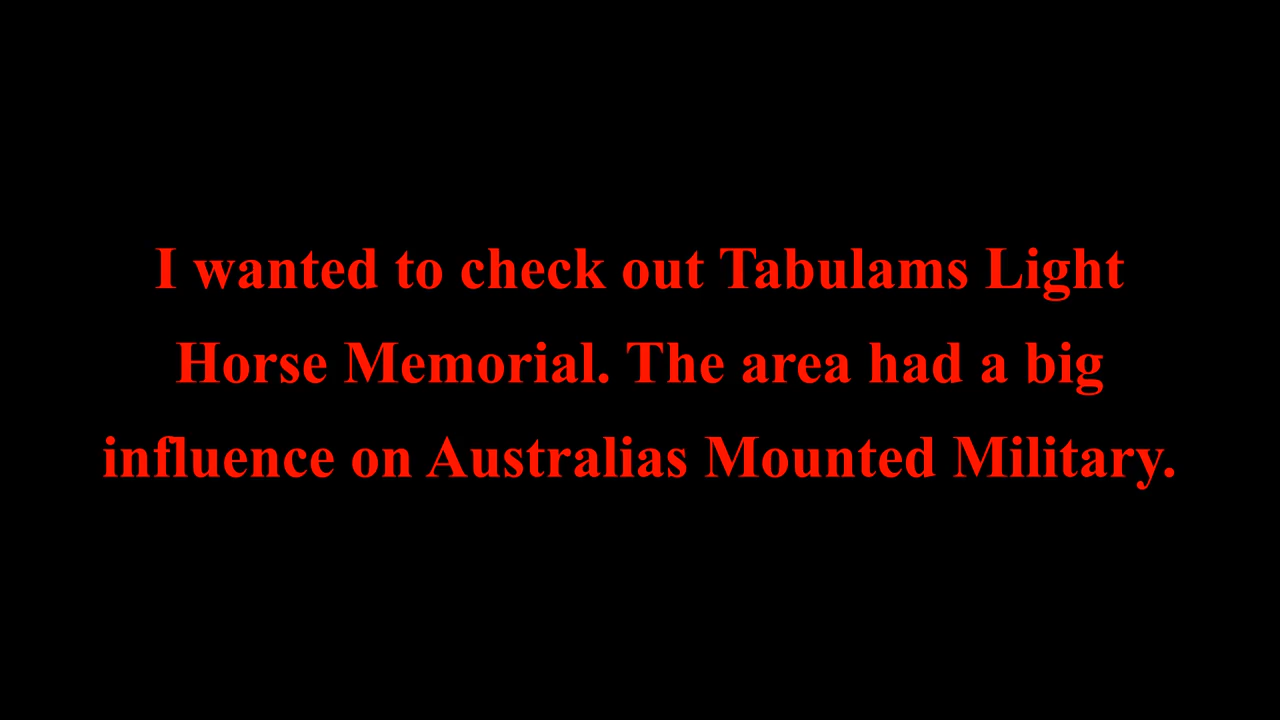 I wanted to check out Tabulams Light
Horse Memorial. The area had a big
influence on Australias Mounted Military.